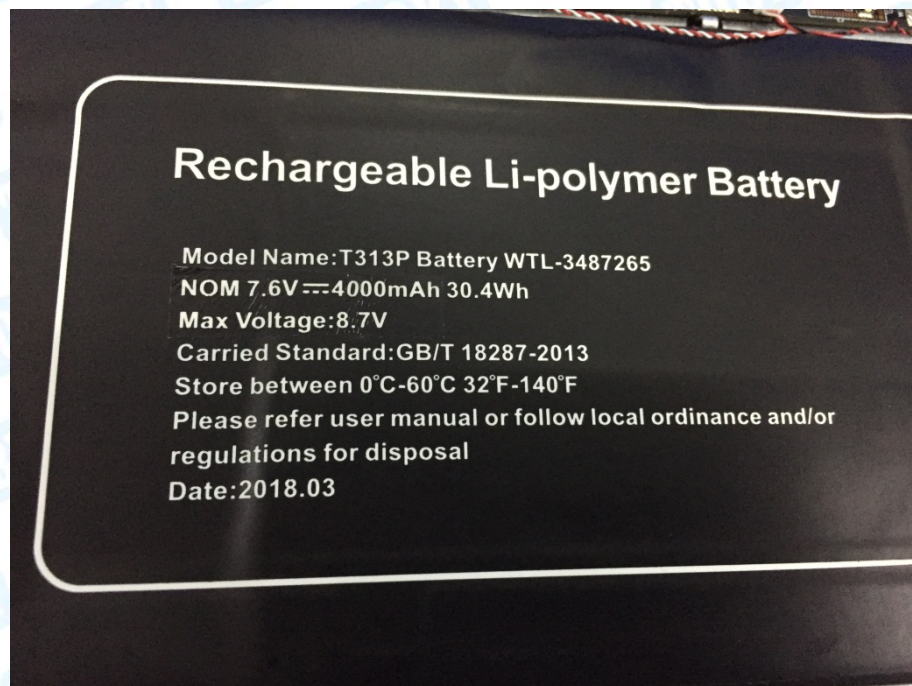 Rechargeable Li-polymer Battery
Model Name:T313P Battery WTL-3487265
NOM 7.6V⎓4000mAh 30.4Wh
Max Voltage:8.7V
Carried Standard:GB/T 18287-2013
Store between 0°C-60°C 32°F-140°F
Please refer user manual or follow local ordinance and/or
regulations for disposal
Date:2018.03